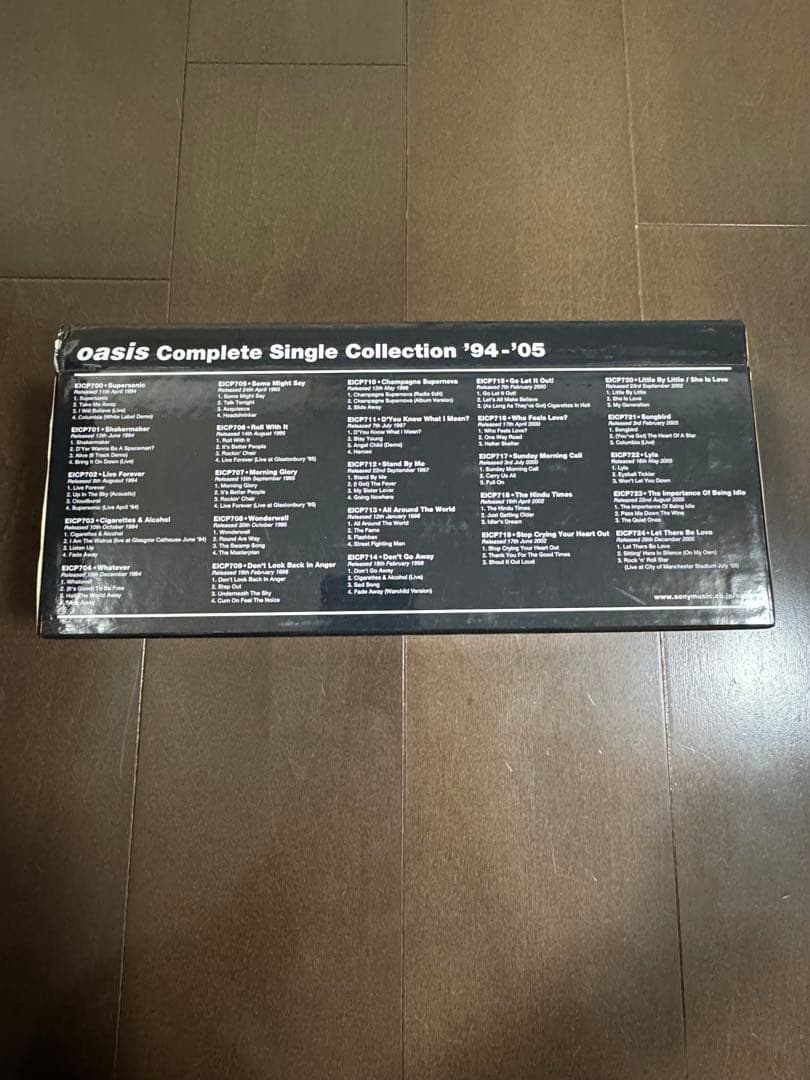 oasis Complete Single Collection '94-'05
EICP700•Supersonic
Released 11th April 1994
1. Supersonic
2. Take Me Away
3. I Will Believe (Live)
4. Columbia (White Label Demo)
EICP701•Shakermaker
Released 13th June 1994
1. Shakermaker
2. D'Yer Wanna Be A Spaceman?
3. Alive (8 Track Demo)
4. Bring It On Down (Live)
EICP702•Live Forever
Released 8th August 1994
1. Live Forever
2. Up In The Sky (Acoustic)
3. Cloudburst
4. Supersonic (Live April '94)
EICP703•Cigarettes & Alcohol
Released 10th October 1994
1. Cigarettes & Alcohol
2. I Am The Walrus (live at Glasgow Cathouse June '94)
3. Listen Up
4. Fade Away
EICP704•Whatever
Released 18th December 1994
1. Whatever
2. (It's Good) To Be Free
3. Half The World Away
4. Slide Away
EICP705•Some Might Say
Released 24th April 1995
1. Some Might Say
2. Talk Tonight
3. Acquiesce
4. Headshrinker
EICP706•Roll With It
Released 14th August 1995
1. Roll With It
2. It's Better People
3. Rockin' Chair
4. Live Forever (Live at Glastonbury '95)
EICP707•Morning Glory
Released 18th September 1995
1. Morning Glory
2. It's Better People
3. Rockin' Chair
4. Live Forever (Live at Glastonbury '95)
EICP708•Wonderwall
Released 30th October 1995
1. Wonderwall
2. Round Are Way
3. The Swamp Song
4. The Masterplan
EICP709•Don't Look Back In Anger
Released 19th February 1996
1. Don't Look Back In Anger
2. Step Out
3. Underneath The Sky
4. Cum On Feel The Noize
EICP710•Champagne Supernova
Released 13th May 1996
1. Champagne Supernova (Radio Edit)
2. Champagne Supernova (Album Version)
3. Slide Away
EICP711•D'You Know What I Mean?
Released 7th July 1997
1. D'You Know What I Mean?
2. Stay Young
3. Angel Child (Demo)
4. Heroes
EICP712•Stand By Me
Released 22nd September 1997
1. Stand By Me
2. (I Got) The Fever
3. My Sister Lover
4. Going Nowhere
EICP713•All Around The World
Released 12th January 1998
1. All Around The World
2. The Fame
3. Flashbax
4. Street Fighting Man
EICP714•Don't Go Away
Released 18th February 1998
1. Don't Go Away
2. Cigarettes & Alcohol (Live)
3. Sad Song
4. Fade Away (Warchild Version)
EICP715•Go Let It Out!
Released 7th February 2000
1. Go Let It Out!
2. Let's All Make Believe
3. (As Long As They've Got) Cigarettes In Hell
EICP716•Who Feels Love?
Released 17th April 2000
1. Who Feels Love?
2. One Way Road
3. Helter Skelter
EICP717•Sunday Morning Call
Released 3rd July 2000
1. Sunday Morning Call
2. Carry Us All
3. Full On
EICP718•The Hindu Times
Released 15th April 2002
1. The Hindu Times
2. Just Getting Older
3. Idler's Dream
EICP719•Stop Crying Your Heart Out
Released 17th June 2002
1. Stop Crying Your Heart Out
2. Thank You For The Good Times
3. Shout It Out Loud
EICP720•Little By Little / She Is Love
Released 23rd September 2002
1. Little By Little
2. She Is Love
3. My Generation
EICP721•Songbird
Released 3rd February 2003
1. Songbird
2. (You've Got) The Heart Of A Star
3. Columbia (Live)
EICP722•Lyla
Released 16th May 2005
1. Lyla
2. Eyeball Tickler
3. Won't Let You Down
EICP723•The Importance Of Being Idle
Released 22nd August 2005
1. The Importance Of Being Idle
2. Pass Me Down The Wine
3. The Quiet Ones
EICP724•Let There Be Love
Released 28th December 2005
1. Let There Be Love
2. Sitting' Here In Silence (On My Own)
3. Rock 'n' Roll Star
(Live at City of Manchester Stadium July '05)
www.sonymusic.co.jp/